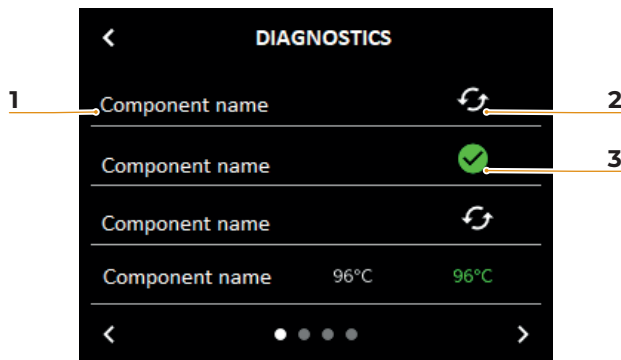 DIAGNOSTICS
1 Component name 2
Component name 3
Component name
Component name 96°C 96°C